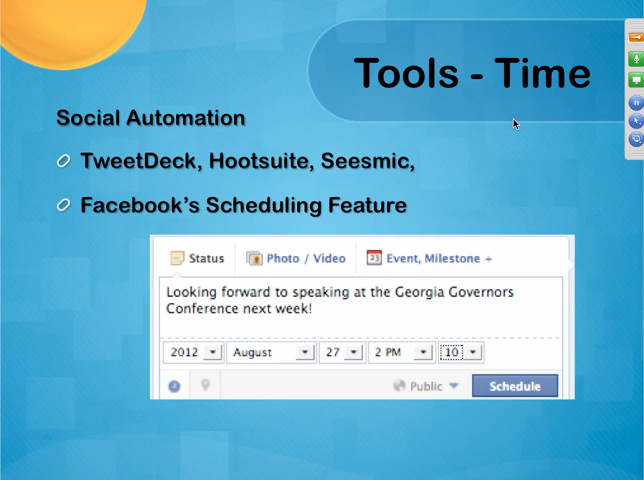 Tools - Time
Social Automation
TweetDeck, Hootsuite, Seesmic,
Facebook's Scheduling Feature
Status Photo / Video 23 Event, Milestone +
Looking forward to speaking at the Georgia Governors
Conference next week!
2012 August 27 2 PM 10
Public Schedule